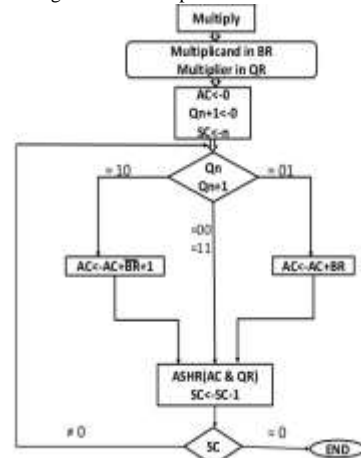 Multiply
Multiplicand in BR
Multiplier in QR
AC<-0
Qn+1<-0
SC<-n
Qn
Qn+1
= 10
= 01
=00
=11
AC<-AC+B̅R̅+1
AC<-AC+BR
ASHR(AC & QR)
SC<-SC-1
≠ 0
= 0
SC
END